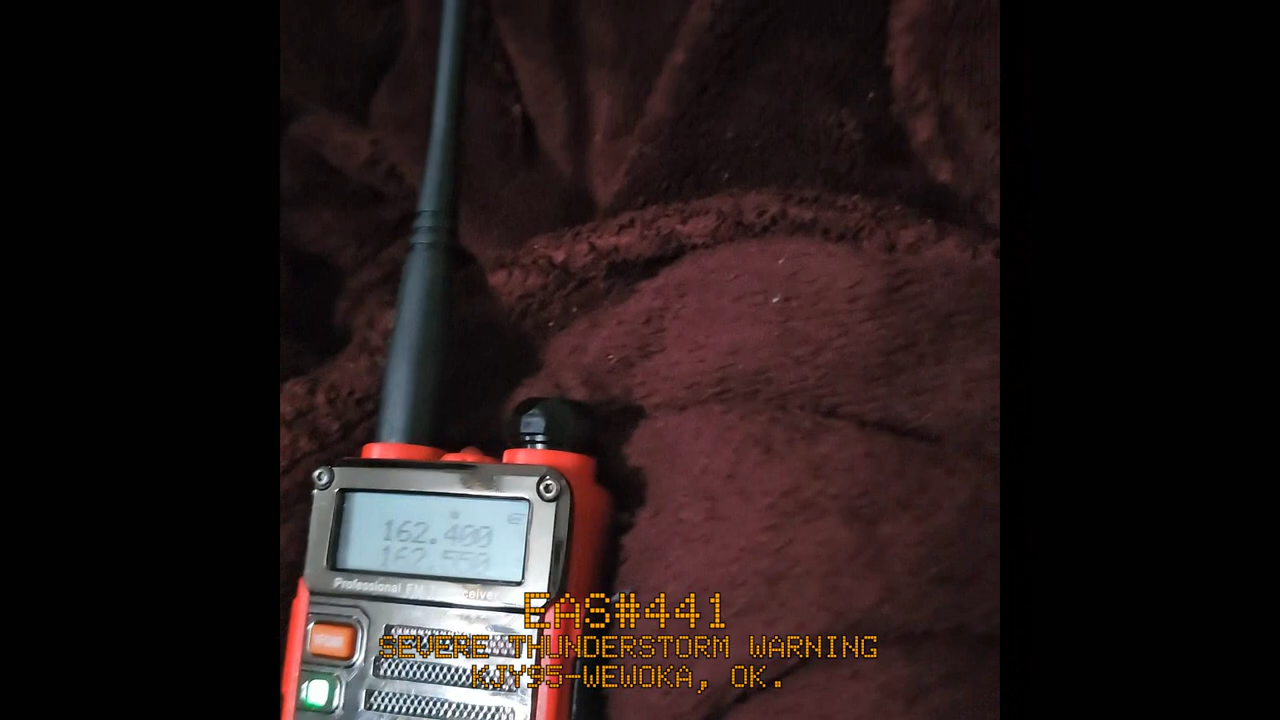 162.400
162.550
Professional FM Transceiver
EAS#441
SEVERE THUNDERSTORM WARNING
KJY95-WEWOKA, OK.